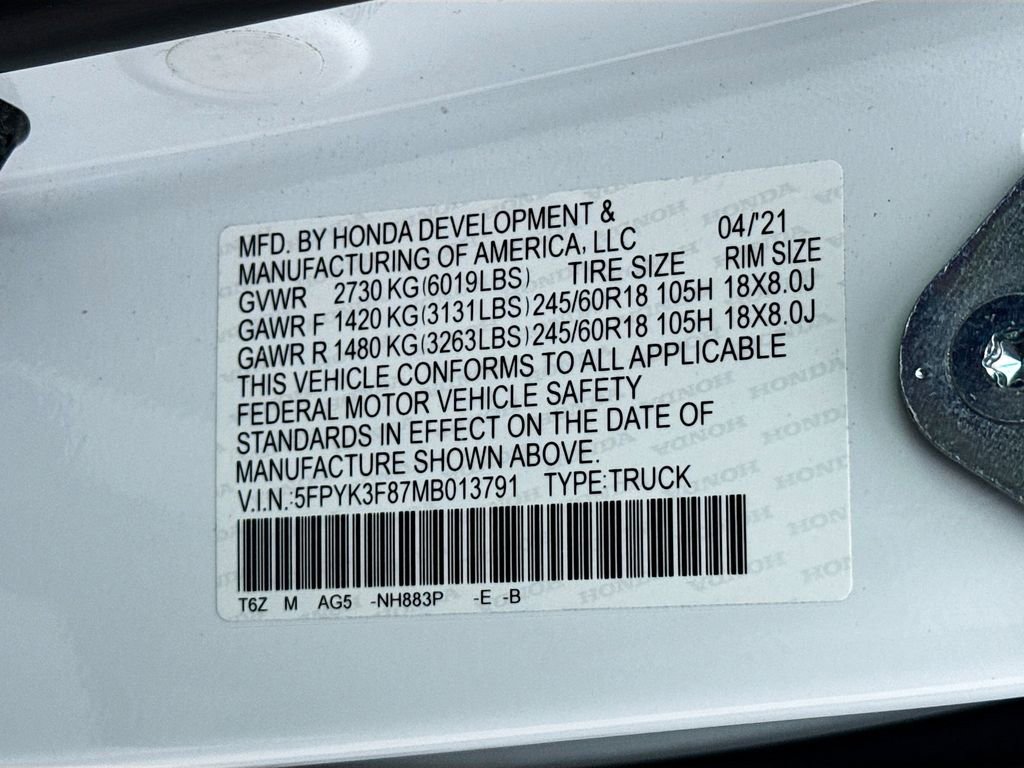 MFD. BY HONDA DEVELOPMENT &
MANUFACTURING OF AMERICA, LLC 04/'21
GVWR 2730 KG(6019LBS) TIRE SIZE RIM SIZE
GAWR F 1420 KG(3131LBS) 245/60R18 105H 18X8.0J
GAWR R 1480 KG(3263LBS) 245/60R18 105H 18X8.0J
THIS VEHICLE CONFORMS TO ALL APPLICABLE
FEDERAL MOTOR VEHICLE SAFETY
STANDARDS IN EFFECT ON THE DATE OF
MANUFACTURE SHOWN ABOVE.
V.I.N.:5FPYK3F87MB013791 TYPE:TRUCK
T6Z M AG5 -NH883P -E -B